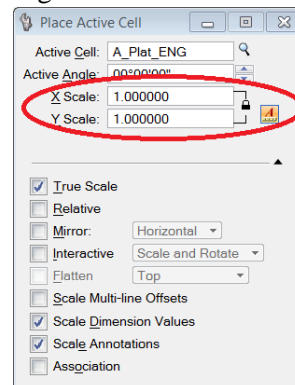 Place Active Cell
Active Cell: A_Plat_ENG
Active Angle: 00°00'00"
X Scale: 1.000000
Y Scale: 1.000000
A
True Scale
Relative
Mirror: Horizontal
Interactive Scale and Rotate
Flatten Top
Scale Multi-line Offsets
Scale Dimension Values
Scale Annotations
Association